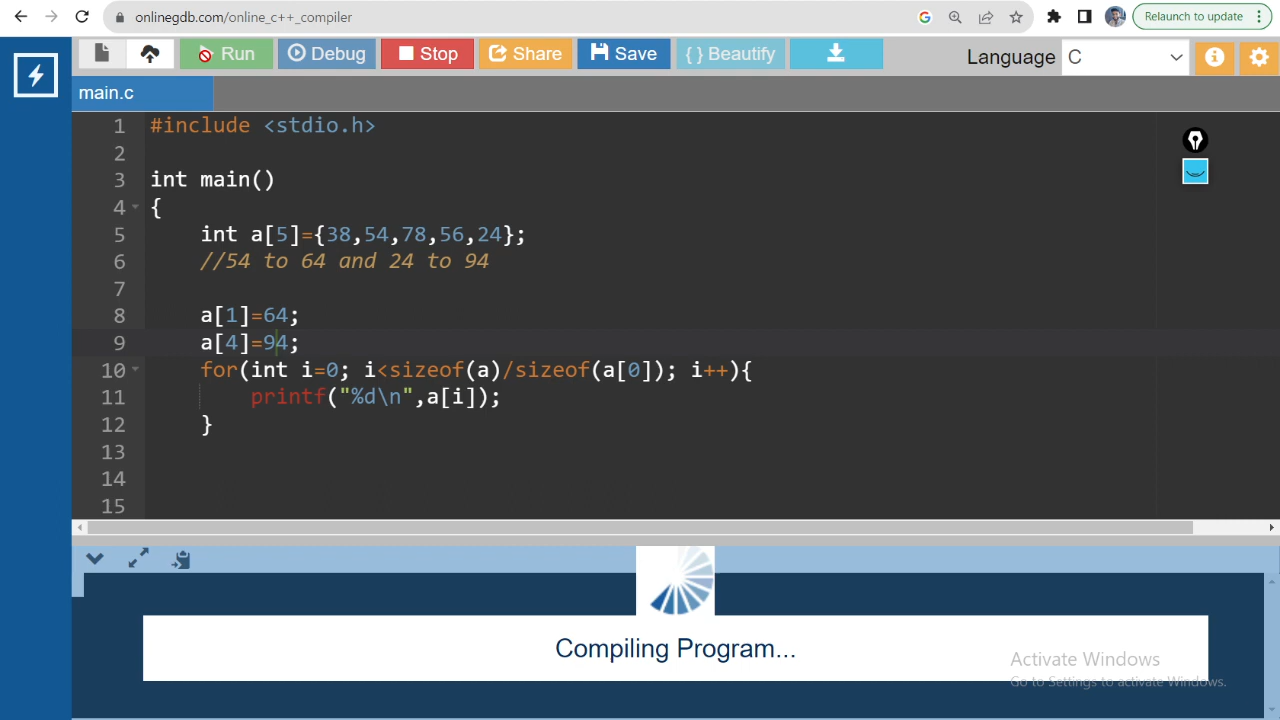 onlinegdb.com/online_c++_compiler
Relaunch to update
Run Debug Stop Share Save { } Beautify Language C
main.c
1 #include <stdio.h>
2
3 int main()
4 {
5 int a[5]={38,54,78,56,24};
6 //54 to 64 and 24 to 94
7
8 a[1]=64;
9 a[4]=94;
10 for(int i=0; i<sizeof(a)/sizeof(a[0]); i++){
11 printf("%d\n",a[i]);
12 }
13
14
15
Compiling Program...
Activate Windows
Go to Settings to activate Windows.